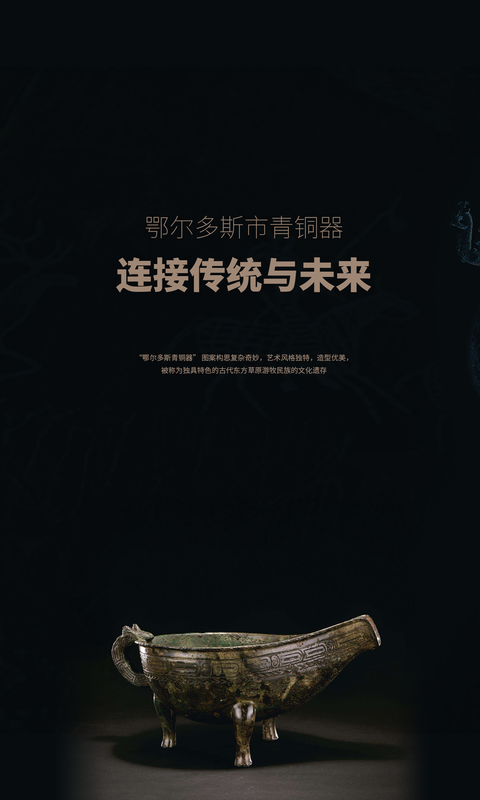 鄂尔多斯市青铜器
连接传统与未来
“鄂尔多斯青铜器” 图案构思复杂奇妙，艺术风格独特，造型优美，
被称为独具特色的古代东方草原游牧民族的文化遗存